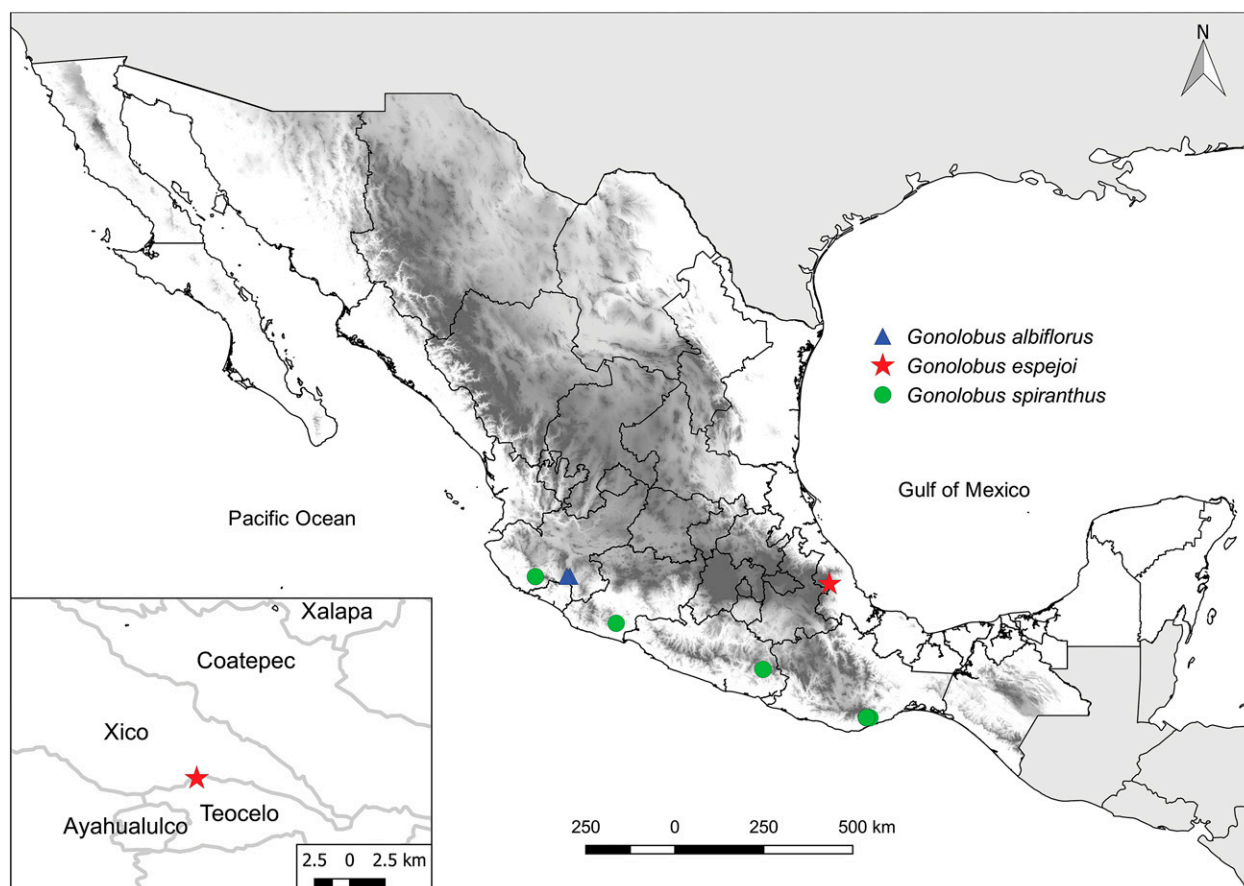 N
Gonolobus albiflorus
Gonolobus espejoi
Gonolobus spiranthus
Gulf of Mexico
Pacific Ocean
Xalapa
Coatepec
Xico
Teocelo
Ayahualulco
2.5 0 2.5 km
250 0 250 500 km